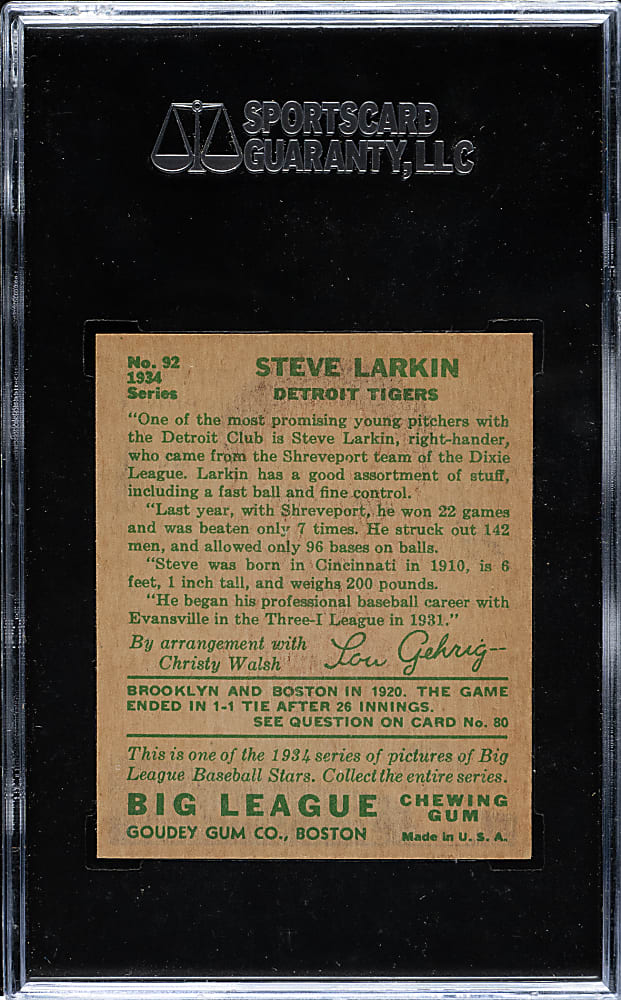 SPORTSCARD
GUARANTY, LLC
No. 92
1934
Series
STEVE LARKIN
DETROIT TIGERS
"One of the most promising young pitchers with
the Detroit Club is Steve Larkin, right-hander,
who came from the Shreveport team of the Dixie
League. Larkin has a good assortment of stuff,
including a fast ball and fine control.
"Last year, with Shreveport, he won 22 games
and was beaten only 7 times. He struck out 142
men, and allowed only 96 bases on balls.
"Steve was born in Cincinnati in 1910, is 6
feet, 1 inch tall, and weighs 200 pounds.
"He began his professional baseball career with
Evansville in the Three-I League in 1931."
By arrangement with
Christy Walsh
Lou Gehrig--
BROOKLYN AND BOSTON IN 1920. THE GAME
ENDED IN 1-1 TIE AFTER 26 INNINGS.
SEE QUESTION ON CARD No. 80
This is one of the 1934 series of pictures of Big
League Baseball Stars. Collect the entire series.
BIG LEAGUE CHEWING GUM
GOUDEY GUM CO., BOSTON Made in U. S. A.